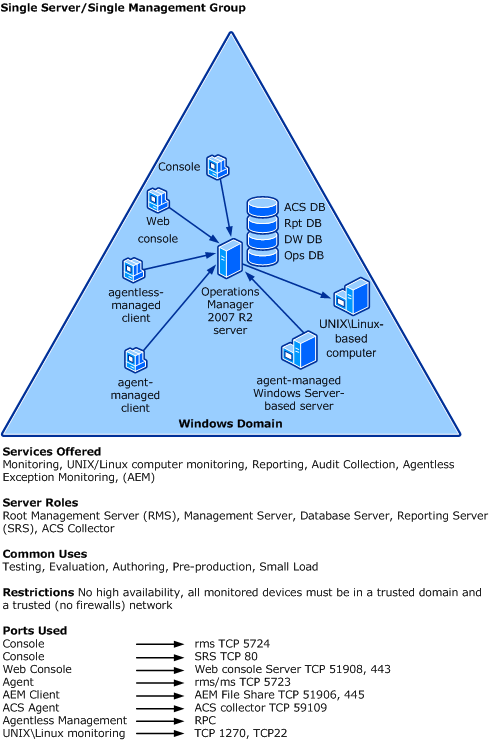 Single Server/Single Management Group
Console
ACS DB
Rpt DB
DW DB
Ops DB
Web
console
agentless-
managed
client
Operations
Manager
2007 R2
server
UNIX\Linux-
based
computer
agent-
managed
client
agent-managed
Windows Server-
based server
Windows Domain
Services Offered
Monitoring, UNIX/Linux computer monitoring, Reporting, Audit Collection, Agentless
Exception Monitoring, (AEM)
Server Roles
Root Management Server (RMS), Management Server, Database Server, Reporting Server
(SRS), ACS Collector
Common Uses
Testing, Evaluation, Authoring, Pre-production, Small Load
Restrictions No high availability, all monitored devices must be in a trusted domain and
a trusted (no firewalls) network
Ports Used
Console rms TCP 5724
Console SRS TCP 80
Web Console Web console Server TCP 51908, 443
Agent rms/ms TCP 5723
AEM Client AEM File Share TCP 51906, 445
ACS Agent ACS collector TCP 59109
Agentless Management RPC
UNIX\Linux monitoring TCP 1270, TCP22